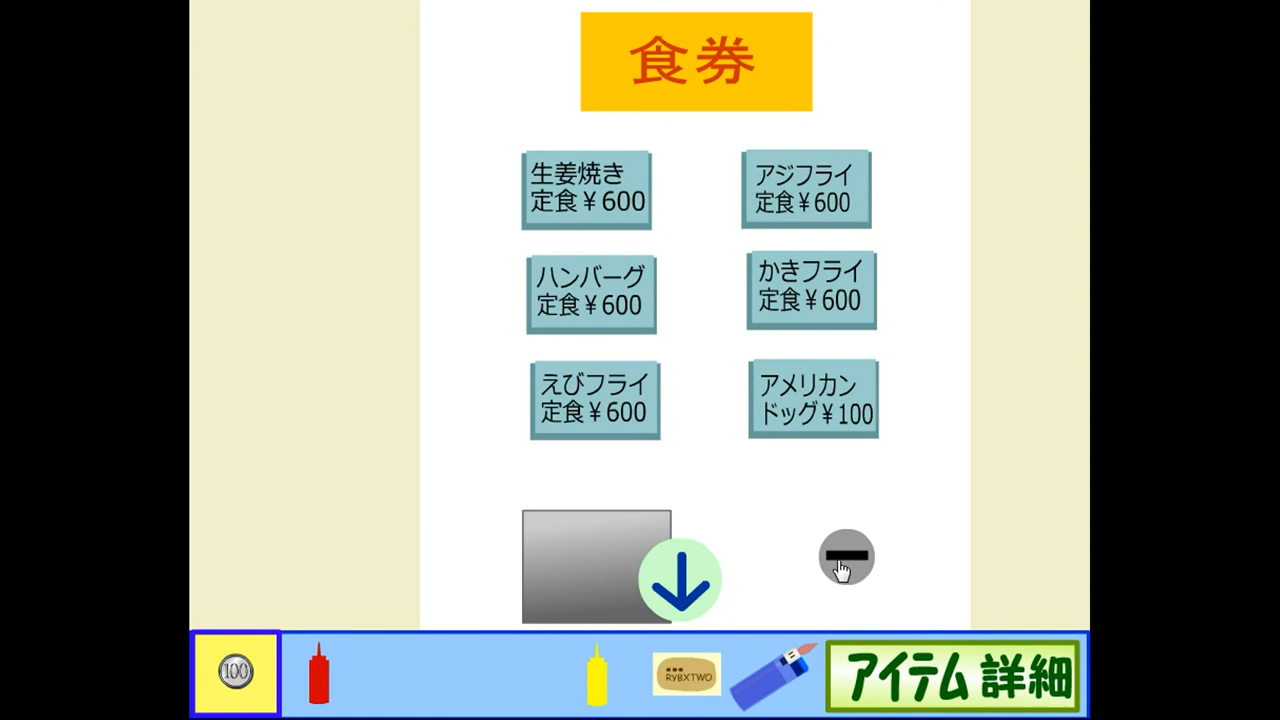 食券
生姜焼き
定食￥600
アジフライ
定食￥600
ハンバーグ
定食￥600
かきフライ
定食￥600
えびフライ
定食￥600
アメリカン
ドッグ￥100
100
RYBXTWO
アイテム詳細